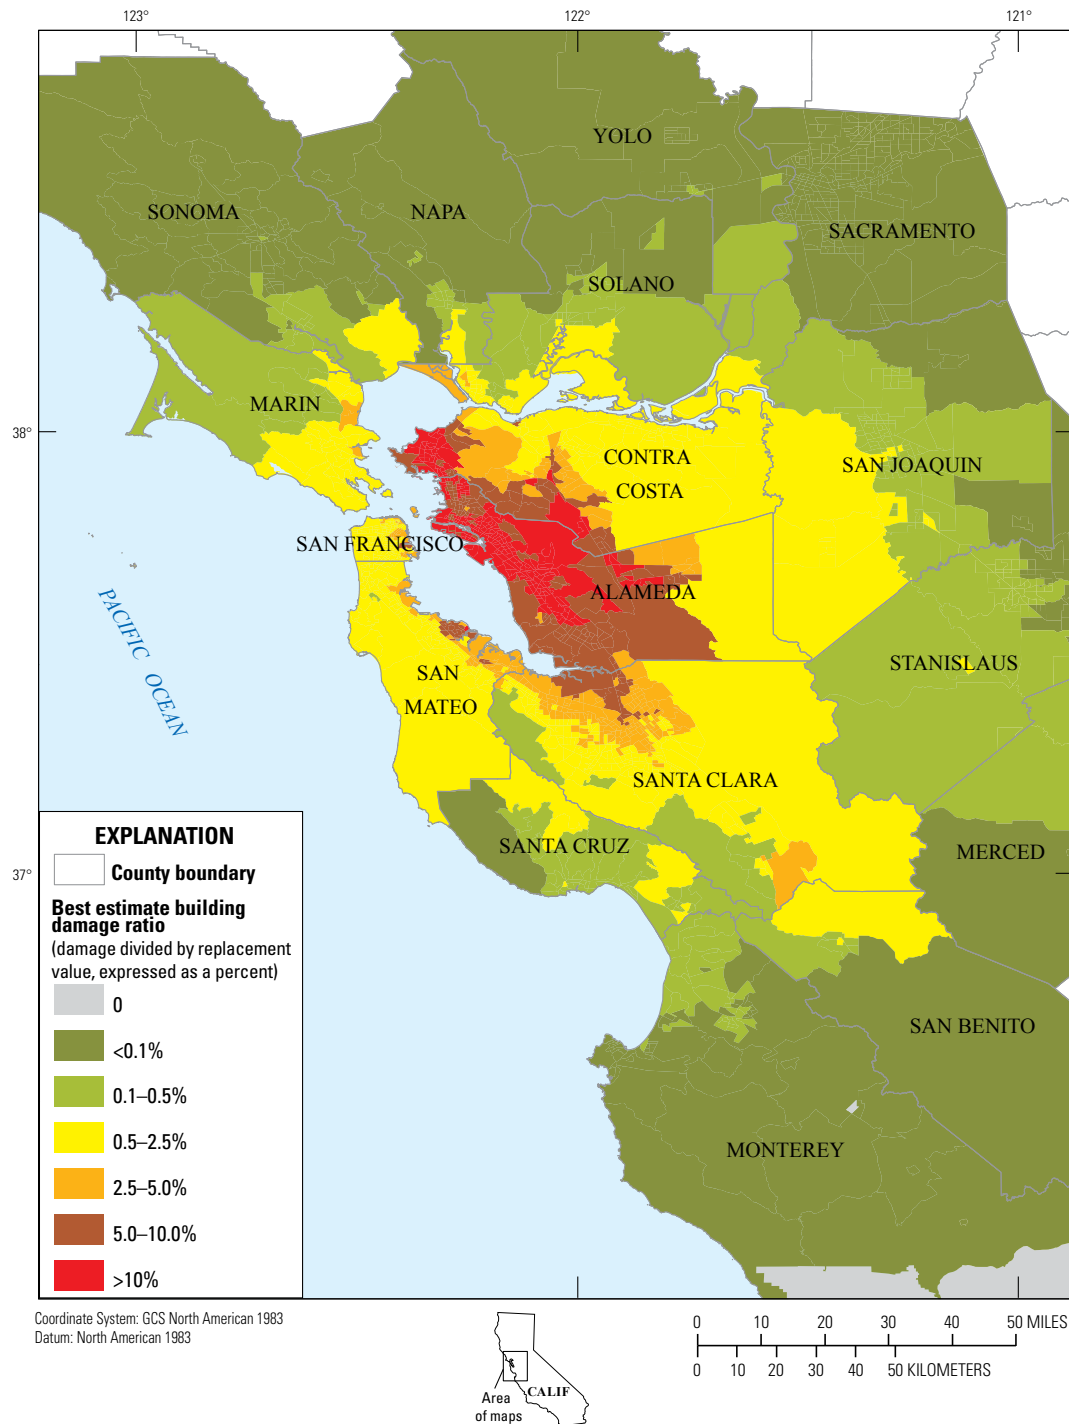 123°
122°
121°
YOLO
SONOMA
NAPA
SACRAMENTO
SOLANO
MARIN
38°
CONTRA
COSTA
SAN JOAQUIN
SAN FRANCISCO
ALAMEDA
PACIFIC OCEAN
STANISLAUS
SAN
MATEO
SANTA CLARA
SANTA CRUZ
MERCED
37°
SAN BENITO
MONTEREY
EXPLANATION
County boundary
Best estimate building
damage ratio
(damage divided by replacement
value, expressed as a percent)
0
<0.1%
0.1–0.5%
0.5–2.5%
2.5–5.0%
5.0–10.0%
>10%
Coordinate System: GCS North American 1983
Datum: North American 1983
Area
of maps
CALIF
0 10 20 30 40 50 MILES
0 10 20 30 40 50 KILOMETERS